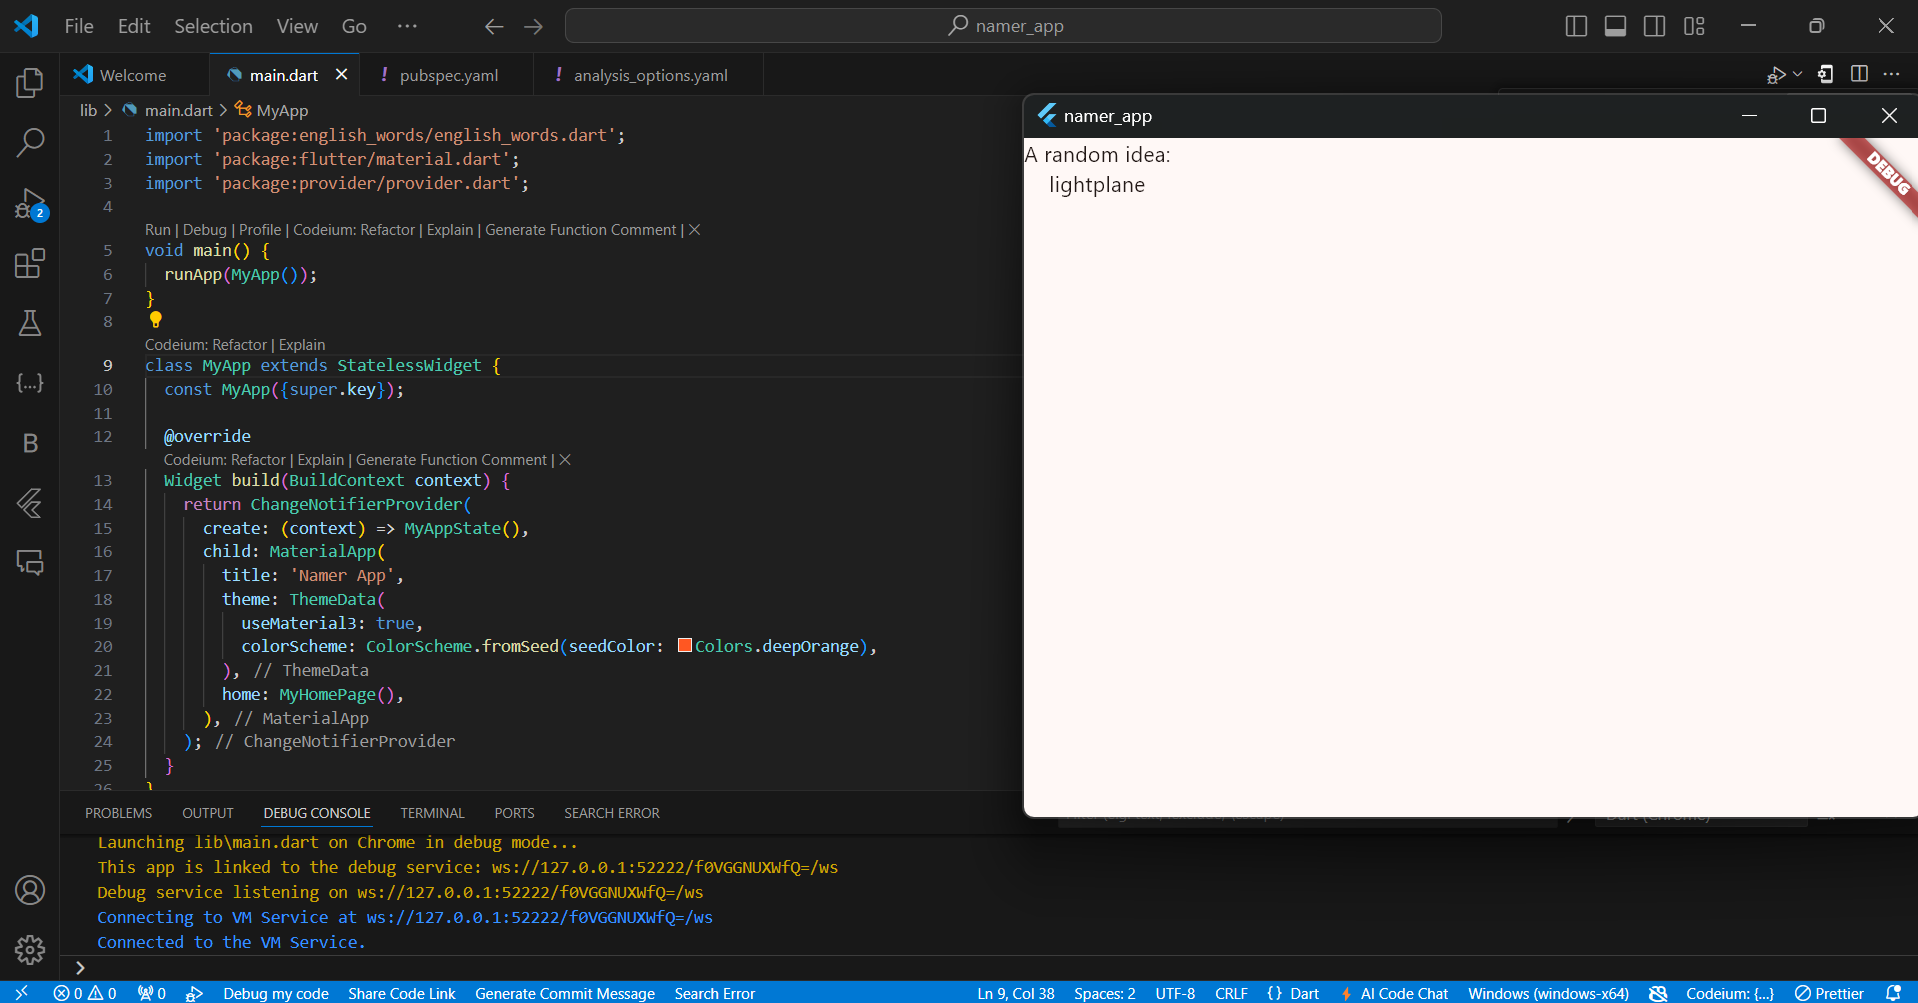 File Edit Selection View Go ···
namer_app
Welcome
main.dart
! pubspec.yaml
! analysis_options.yaml
lib > main.dart > MyApp
1 import 'package:english_words/english_words.dart';
2 import 'package:flutter/material.dart';
3 import 'package:provider/provider.dart';
4
Run | Debug | Profile | Codeium: Refactor | Explain | Generate Function Comment | ×
5 void main() {
6 runApp(MyApp());
7 }
8
Codeium: Refactor | Explain
9 class MyApp extends StatelessWidget {
10 const MyApp({super.key});
11
12 @override
Codeium: Refactor | Explain | Generate Function Comment | ×
13 Widget build(BuildContext context) {
14 return ChangeNotifierProvider(
15 create: (context) => MyAppState(),
16 child: MaterialApp(
17 title: 'Namer App',
18 theme: ThemeData(
19 useMaterial3: true,
20 colorScheme: ColorScheme.fromSeed(seedColor: Colors.deepOrange),
21 ), // ThemeData
22 home: MyHomePage(),
23 ), // MaterialApp
24 ); // ChangeNotifierProvider
25 }
26 }
namer_app
A random idea:
lightplane
DEBUG
2
{...}
B
PROBLEMS OUTPUT DEBUG CONSOLE TERMINAL PORTS SEARCH ERROR
Launching lib\main.dart on Chrome in debug mode...
This app is linked to the debug service: ws://127.0.0.1:52222/f0VGGNUXWfQ=/ws
Debug service listening on ws://127.0.0.1:52222/f0VGGNUXWfQ=/ws
Connecting to VM Service at ws://127.0.0.1:52222/f0VGGNUXWfQ=/ws
Connected to the VM Service.
>
0 0 0 Debug my code Share Code Link Generate Commit Message Search Error Ln 9, Col 38 Spaces: 2 UTF-8 CRLF {} Dart AI Code Chat Windows (windows-x64) Codeium: {...} Prettier